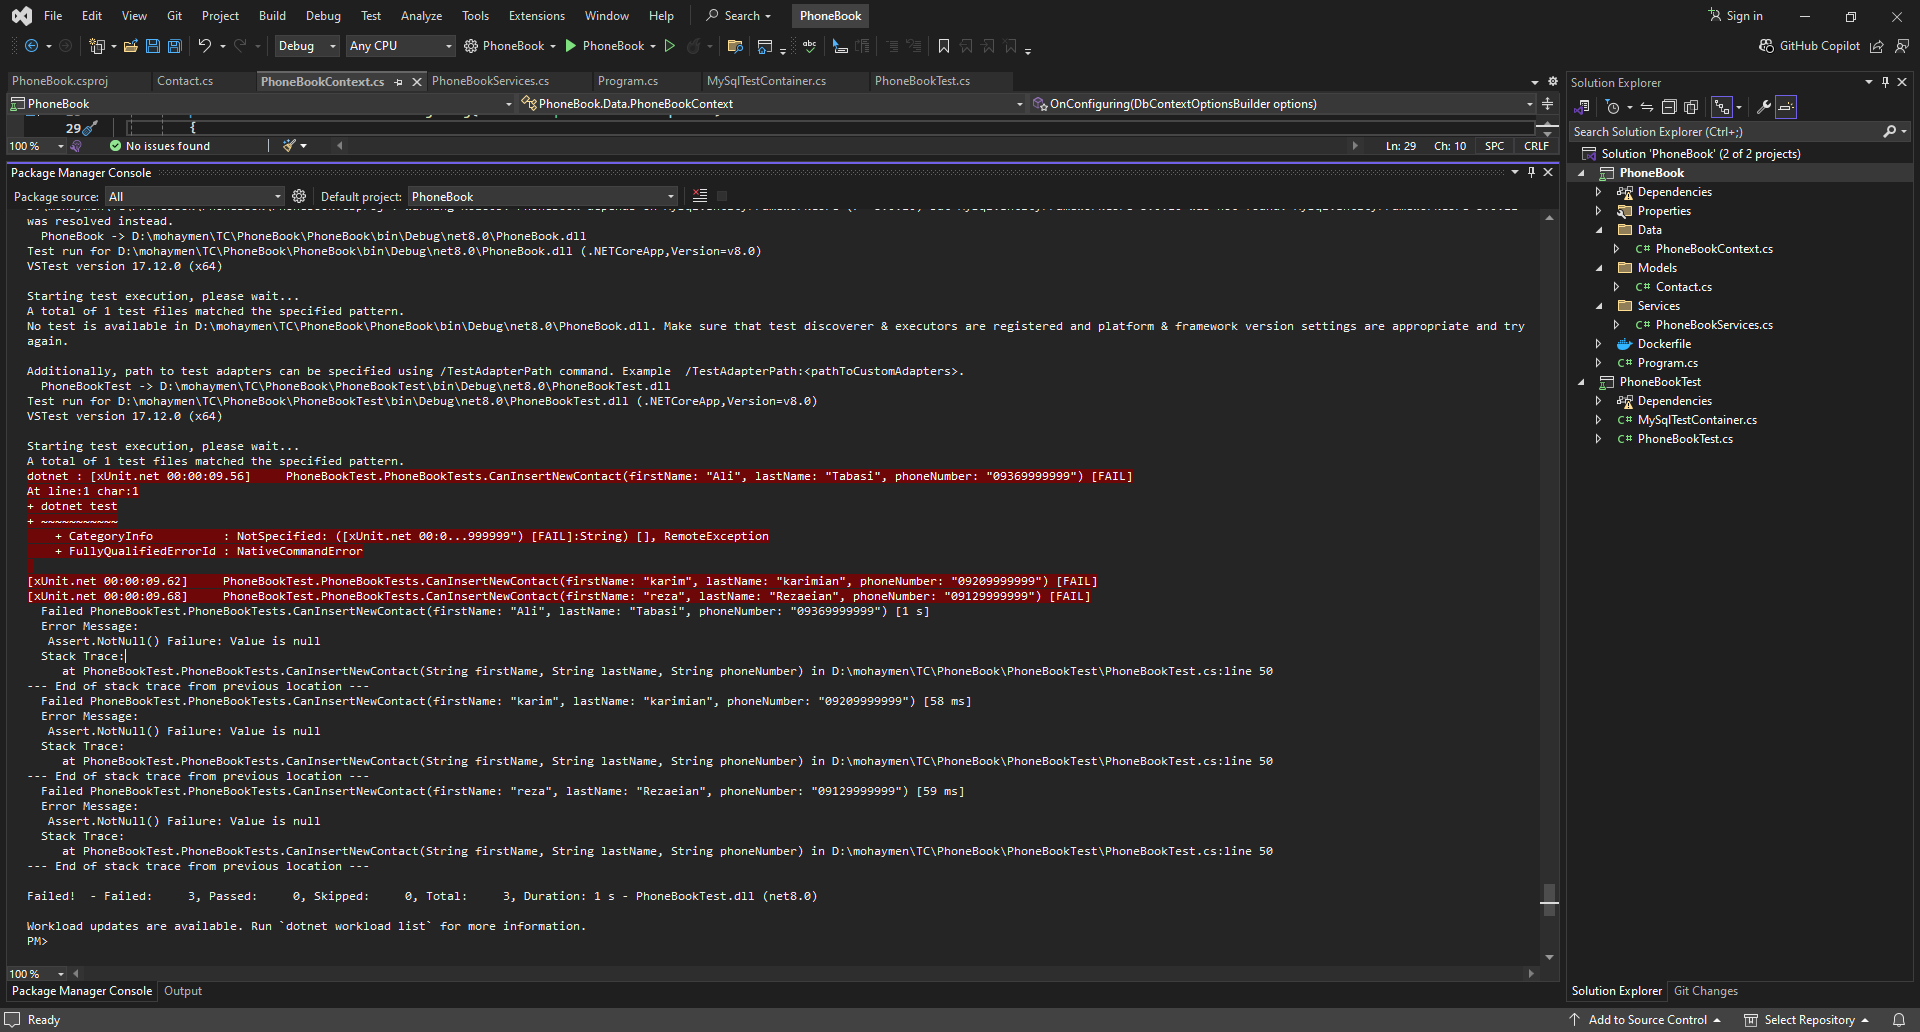 File Edit View Git Project Build Debug Test Analyze Tools Extensions Window Help Search PhoneBook Sign in
Debug Any CPU PhoneBook PhoneBook GitHub Copilot
PhoneBook.csproj Contact.cs PhoneBookContext.cs PhoneBookServices.cs Program.cs MySqlTestContainer.cs PhoneBookTest.cs
PhoneBook PhoneBook.Data.PhoneBookContext OnConfiguring(DbContextOptionsBuilder options)
29 {
100 % No issues found Ln: 29 Ch: 10 SPC CRLF
Package Manager Console
Package source: All Default project: PhoneBook
was resolved instead.
PhoneBook -> D:\mohaymen\TC\PhoneBook\PhoneBook\bin\Debug\net8.0\PhoneBook.dll
Test run for D:\mohaymen\TC\PhoneBook\PhoneBook\bin\Debug\net8.0\PhoneBook.dll (.NETCoreApp,Version=v8.0)
VSTest version 17.12.0 (x64)
Starting test execution, please wait...
A total of 1 test files matched the specified pattern.
No test is available in D:\mohaymen\TC\PhoneBook\PhoneBook\bin\Debug\net8.0\PhoneBook.dll. Make sure that test discoverer & executors are registered and platform & framework version settings are appropriate and try
again.
Additionally, path to test adapters can be specified using /TestAdapterPath command. Example  /TestAdapterPath:<pathToCustomAdapters>.
PhoneBookTest -> D:\mohaymen\TC\PhoneBook\PhoneBookTest\bin\Debug\net8.0\PhoneBookTest.dll
Test run for D:\mohaymen\TC\PhoneBook\PhoneBookTest\bin\Debug\net8.0\PhoneBookTest.dll (.NETCoreApp,Version=v8.0)
VSTest version 17.12.0 (x64)
Starting test execution, please wait...
A total of 1 test files matched the specified pattern.
dotnet : [xUnit.net 00:00:09.56]     PhoneBookTest.PhoneBookTests.CanInsertNewContact(firstName: "Ali", lastName: "Tabasi", phoneNumber: "09369999999") [FAIL]
At line:1 char:1
+ dotnet test
+ ~~~~~~~~~~~
+ CategoryInfo          : NotSpecified: ([xUnit.net 00:0...999999") [FAIL]:String) [], RemoteException
+ FullyQualifiedErrorId : NativeCommandError
[xUnit.net 00:00:09.62]     PhoneBookTest.PhoneBookTests.CanInsertNewContact(firstName: "karim", lastName: "karimian", phoneNumber: "09209999999") [FAIL]
[xUnit.net 00:00:09.68]     PhoneBookTest.PhoneBookTests.CanInsertNewContact(firstName: "reza", lastName: "Rezaeian", phoneNumber: "09129999999") [FAIL]
Failed PhoneBookTest.PhoneBookTests.CanInsertNewContact(firstName: "Ali", lastName: "Tabasi", phoneNumber: "09369999999") [1 s]
Error Message:
Assert.NotNull() Failure: Value is null
Stack Trace:
at PhoneBookTest.PhoneBookTests.CanInsertNewContact(String firstName, String lastName, String phoneNumber) in D:\mohaymen\TC\PhoneBook\PhoneBookTest\PhoneBookTest.cs:line 50
--- End of stack trace from previous location ---
Failed PhoneBookTest.PhoneBookTests.CanInsertNewContact(firstName: "karim", lastName: "karimian", phoneNumber: "09209999999") [58 ms]
Error Message:
Assert.NotNull() Failure: Value is null
Stack Trace:
at PhoneBookTest.PhoneBookTests.CanInsertNewContact(String firstName, String lastName, String phoneNumber) in D:\mohaymen\TC\PhoneBook\PhoneBookTest\PhoneBookTest.cs:line 50
--- End of stack trace from previous location ---
Failed PhoneBookTest.PhoneBookTests.CanInsertNewContact(firstName: "reza", lastName: "Rezaeian", phoneNumber: "09129999999") [59 ms]
Error Message:
Assert.NotNull() Failure: Value is null
Stack Trace:
at PhoneBookTest.PhoneBookTests.CanInsertNewContact(String firstName, String lastName, String phoneNumber) in D:\mohaymen\TC\PhoneBook\PhoneBookTest\PhoneBookTest.cs:line 50
--- End of stack trace from previous location ---
Failed!  - Failed:     3, Passed:     0, Skipped:     0, Total:     3, Duration: 1 s - PhoneBookTest.dll (net8.0)
Workload updates are available. Run `dotnet workload list` for more information.
PM>
100 %
Package Manager Console Output
Solution Explorer
Search Solution Explorer (Ctrl+;)
Solution 'PhoneBook' (2 of 2 projects)
PhoneBook
Dependencies
Properties
Data
C# PhoneBookContext.cs
Models
C# Contact.cs
Services
C# PhoneBookServices.cs
Dockerfile
C# Program.cs
PhoneBookTest
Dependencies
C# MySqlTestContainer.cs
C# PhoneBookTest.cs
Solution Explorer Git Changes
Ready Add to Source Control Select Repository